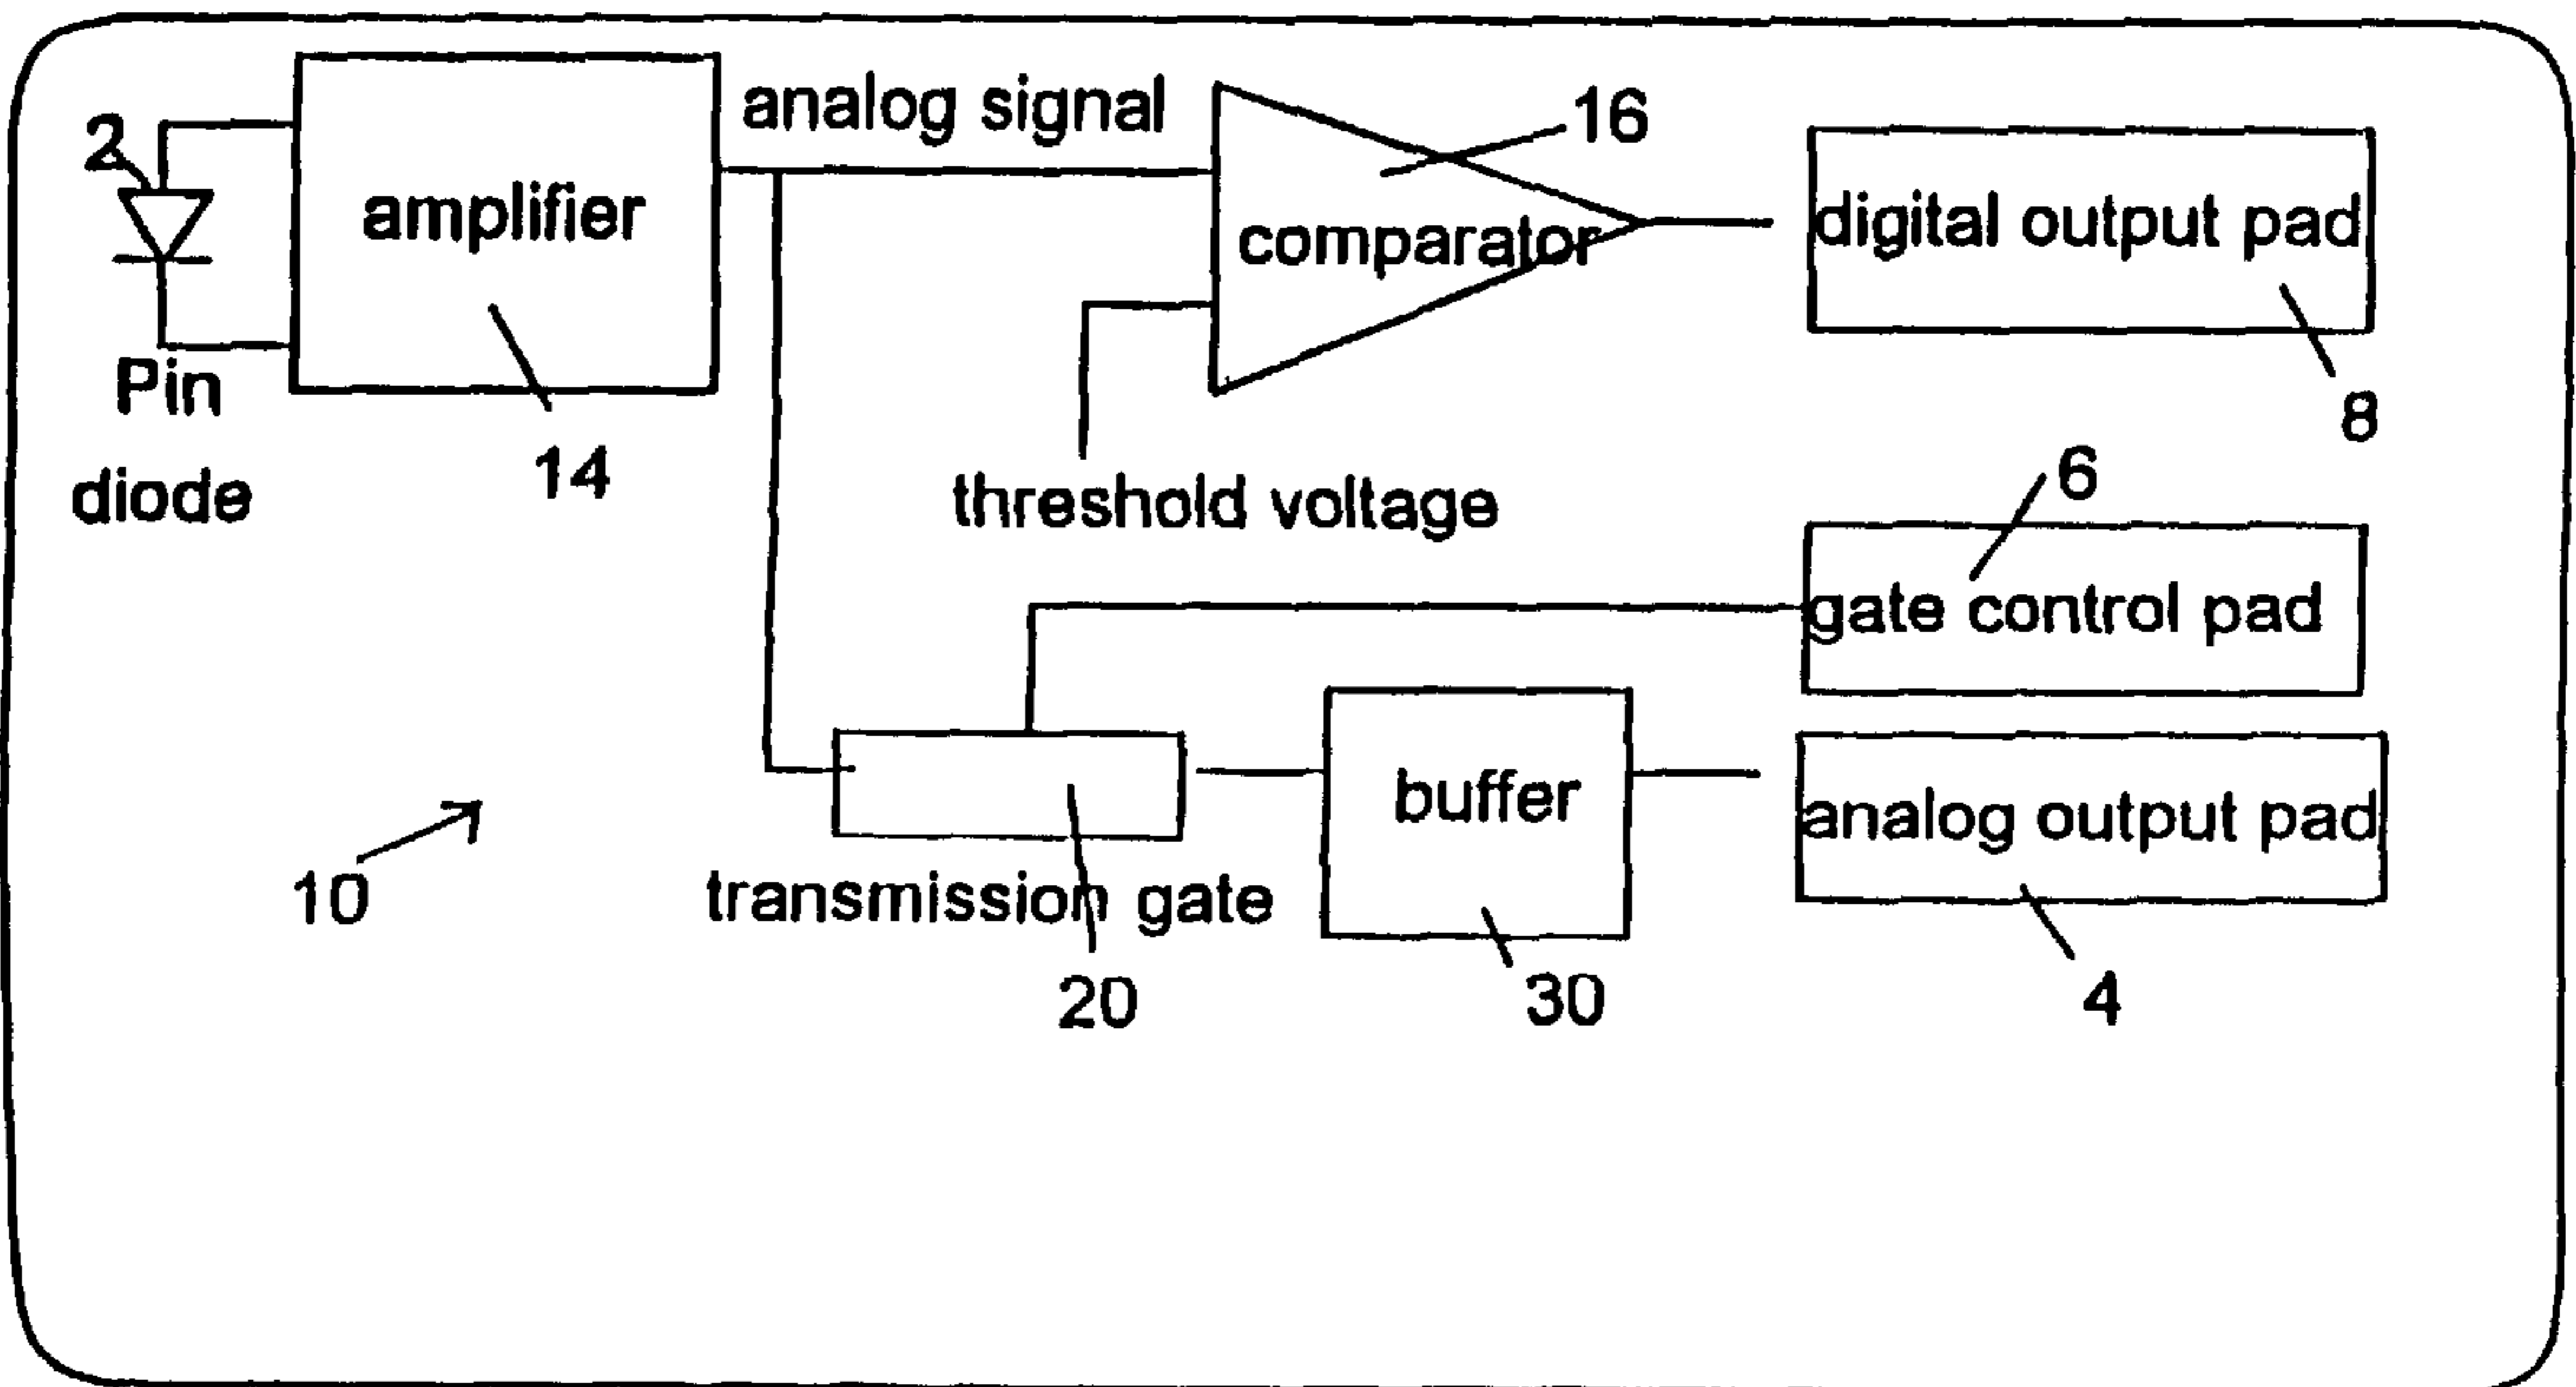 2
amplifier
14
Pin
diode
analog signal
16
comparator
threshold voltage
digital output pad
8
6
gate control pad
10
transmission gate
20
buffer
30
analog output pad
4